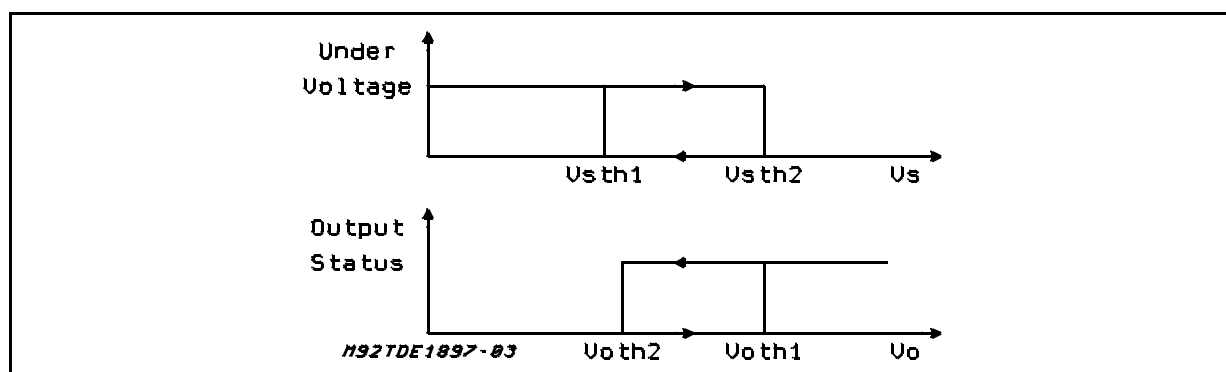 Under
Voltage
Vsth1 Vsth2 Vs
Output
Status
M92TDE1897-03 Voth2 Voth1 Vo